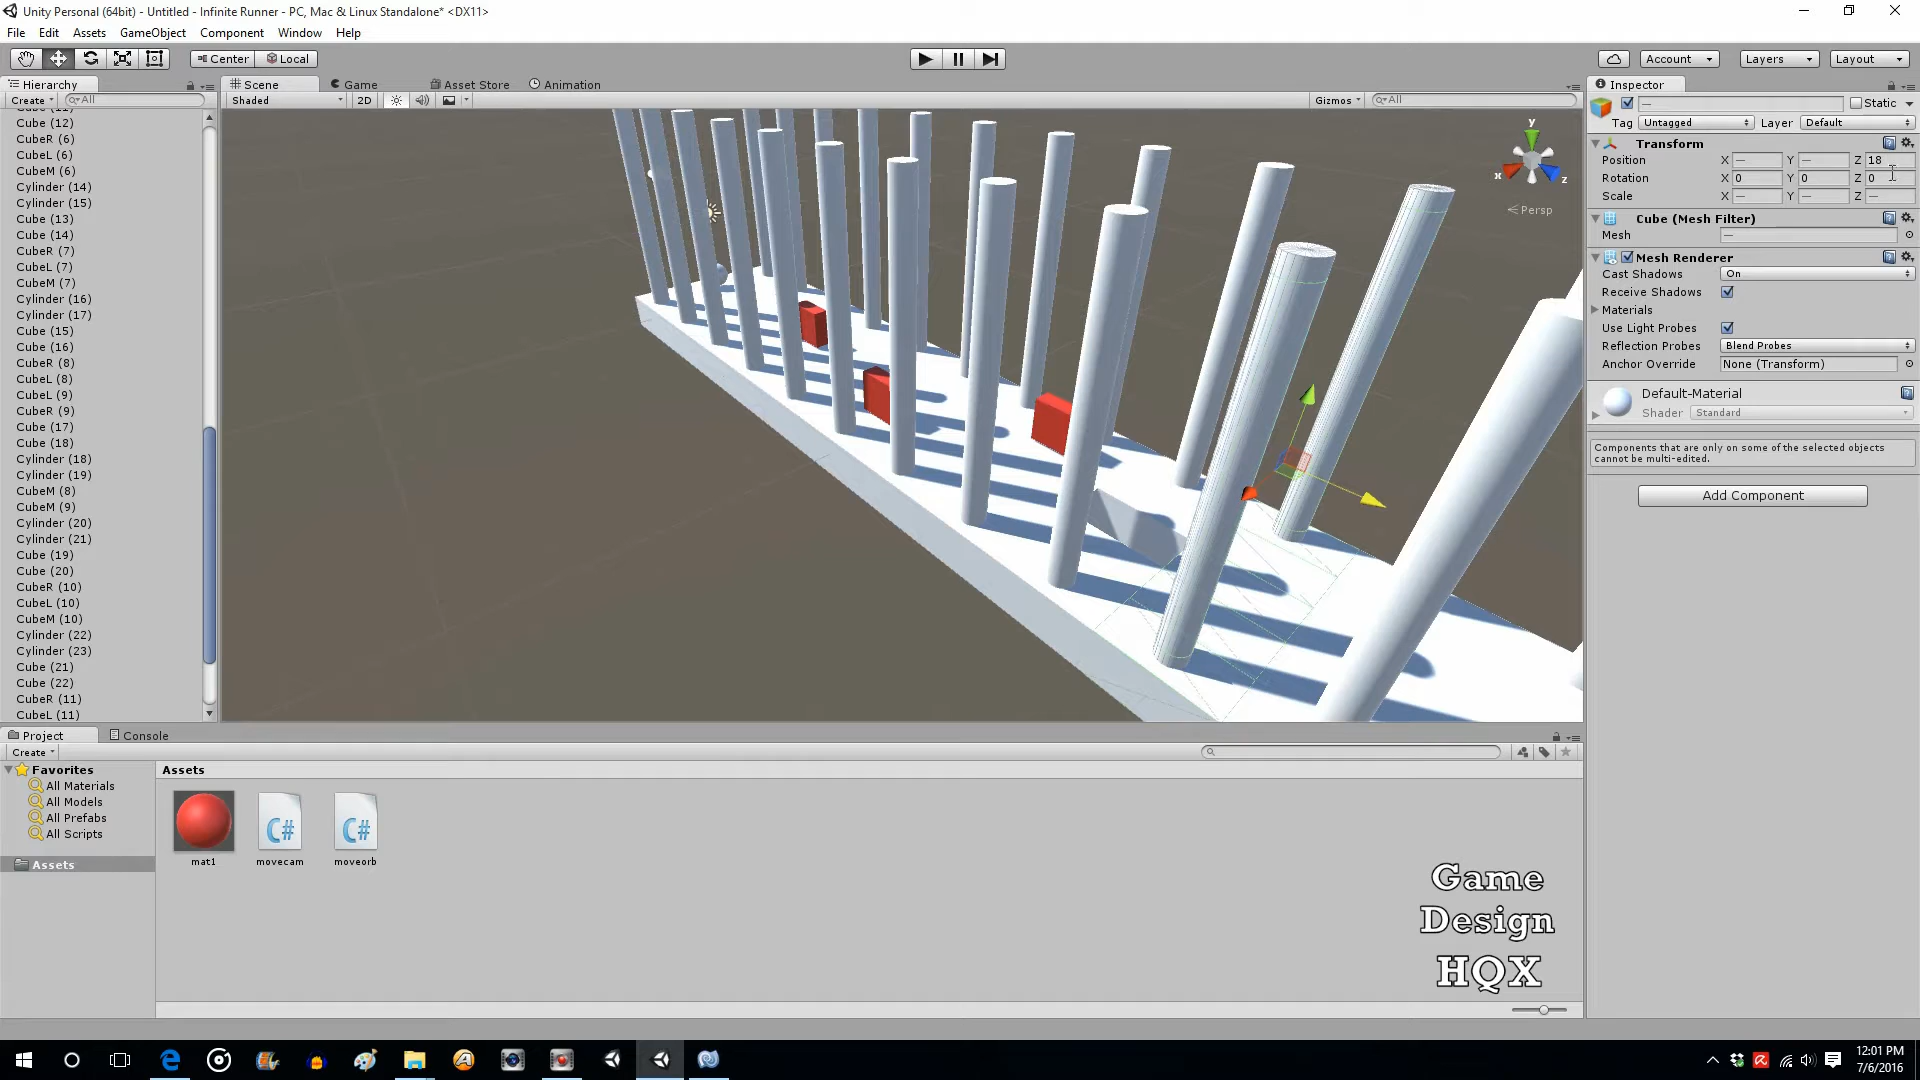 Unity Personal (64bit) - Untitled - Infinite Runner - PC, Mac & Linux Standalone* <DX11>
File Edit Assets GameObject Component Window Help
Center Local Account Layers Layout
Hierarchy
Create All
Cube (12)
CubeR (6)
CubeL (6)
CubeM (6)
Cylinder (14)
Cylinder (15)
Cube (13)
Cube (14)
CubeR (7)
CubeL (7)
CubeM (7)
Cylinder (16)
Cylinder (17)
Cube (15)
Cube (16)
CubeR (8)
CubeL (8)
CubeL (9)
CubeR (9)
Cube (17)
Cube (18)
Cylinder (18)
Cylinder (19)
CubeM (8)
CubeM (9)
Cylinder (20)
Cylinder (21)
Cube (19)
Cube (20)
CubeR (10)
CubeL (10)
CubeM (10)
Cylinder (22)
Cylinder (23)
Cube (21)
Cube (22)
CubeR (11)
CubeL (11)
Scene Game Asset Store Animation
Shaded 2D Gizmos All
y
x z
Persp
Inspector
— Static
Tag Untagged Layer Default
Transform
Position X — Y — Z 18
Rotation X 0 Y 0 Z 0
Scale X — Y — Z —
Cube (Mesh Filter)
Mesh —
Mesh Renderer
Cast Shadows On
Receive Shadows
Materials
Use Light Probes
Reflection Probes Blend Probes
Anchor Override None (Transform)
Default-Material
Shader Standard
Components that are only on some of the selected objects
cannot be multi-edited.
Add Component
Project Console
Create
Favorites
All Materials
All Models
All Prefabs
All Scripts
Assets
Assets
C# C#
mat1 movecam moveorb
Game
Design
HQX
12:01 PM
7/6/2016